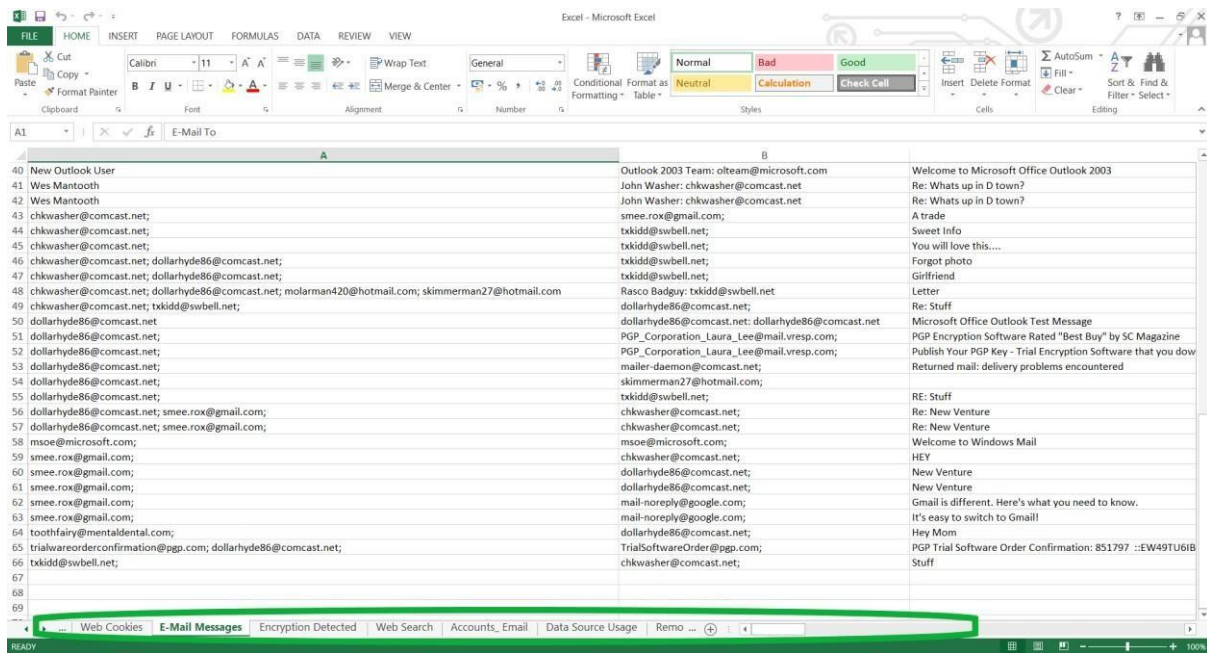 Excel - Microsoft Excel
FILE HOME INSERT PAGE LAYOUT FORMULAS DATA REVIEW VIEW
Cut
Copy
Format Painter
Paste
Clipboard
Calibri 11
B I U
Font
Wrap Text
Merge & Center
Alignment
General
Number
Conditional Formatting
Format as Table
Normal Bad Good
Neutral Calculation Check Cell
Styles
Insert Delete Format
Cells
AutoSum
Fill
Clear
Sort & Filter
Find & Select
Editing
A1 fx E-Mail To
A B
40 New Outlook User Outlook 2003 Team: olteam@microsoft.com Welcome to Microsoft Office Outlook 2003
41 Wes Mantooth John Washer: chkwasher@comcast.net Re: Whats up in D town?
42 Wes Mantooth John Washer: chkwasher@comcast.net Re: Whats up in D town?
43 chkwasher@comcast.net; smee.rox@gmail.com; A trade
44 chkwasher@comcast.net; txkidd@swbell.net; Sweet Info
45 chkwasher@comcast.net; txkidd@swbell.net; You will love this....
46 chkwasher@comcast.net; dollarhyde86@comcast.net; txkidd@swbell.net; Forgot photo
47 chkwasher@comcast.net; dollarhyde86@comcast.net; txkidd@swbell.net; Girlfriend
48 chkwasher@comcast.net; dollarhyde86@comcast.net; molarman420@hotmail.com; skimmerman27@hotmail.com Rasco Badguy: txkidd@swbell.net Letter
49 chkwasher@comcast.net; txkidd@swbell.net; dollarhyde86@comcast.net; Re: Stuff
50 dollarhyde86@comcast.net dollarhyde86@comcast.net: dollarhyde86@comcast.net Microsoft Office Outlook Test Message
51 dollarhyde86@comcast.net; PGP_Corporation_Laura_Lee@mail.vresp.com; PGP Encryption Software Rated "Best Buy" by SC Magazine
52 dollarhyde86@comcast.net; PGP_Corporation_Laura_Lee@mail.vresp.com; Publish Your PGP Key - Trial Encryption Software that you dow
53 dollarhyde86@comcast.net; mailer-daemon@comcast.net; Returned mail: delivery problems encountered
54 dollarhyde86@comcast.net; skimmerman27@hotmail.com;
55 dollarhyde86@comcast.net; txkidd@swbell.net; RE: Stuff
56 dollarhyde86@comcast.net; smee.rox@gmail.com; chkwasher@comcast.net; Re: New Venture
57 dollarhyde86@comcast.net; smee.rox@gmail.com; chkwasher@comcast.net; Re: New Venture
58 msoe@microsoft.com; msoe@microsoft.com; Welcome to Windows Mail
59 smee.rox@gmail.com; chkwasher@comcast.net; HEY
60 smee.rox@gmail.com; dollarhyde86@comcast.net; New Venture
61 smee.rox@gmail.com; dollarhyde86@comcast.net; New Venture
62 smee.rox@gmail.com; mail-noreply@google.com; Gmail is different. Here's what you need to know.
63 smee.rox@gmail.com; mail-noreply@google.com; It's easy to switch to Gmail!
64 toothfairy@mentaldental.com; dollarhyde86@comcast.net; Hey Mom
65 trialwareorderconfirmation@pgp.com; dollarhyde86@comcast.net; TrialSoftwareOrder@pgp.com; PGP Trial Software Order Confirmation: 851797 ::EW49TU6IB
66 txkidd@swbell.net; chkwasher@comcast.net; Stuff
67
68
69
... Web Cookies E-Mail Messages Encryption Detected Web Search Accounts_ Email Data Source Usage Remo ...
READY 100%